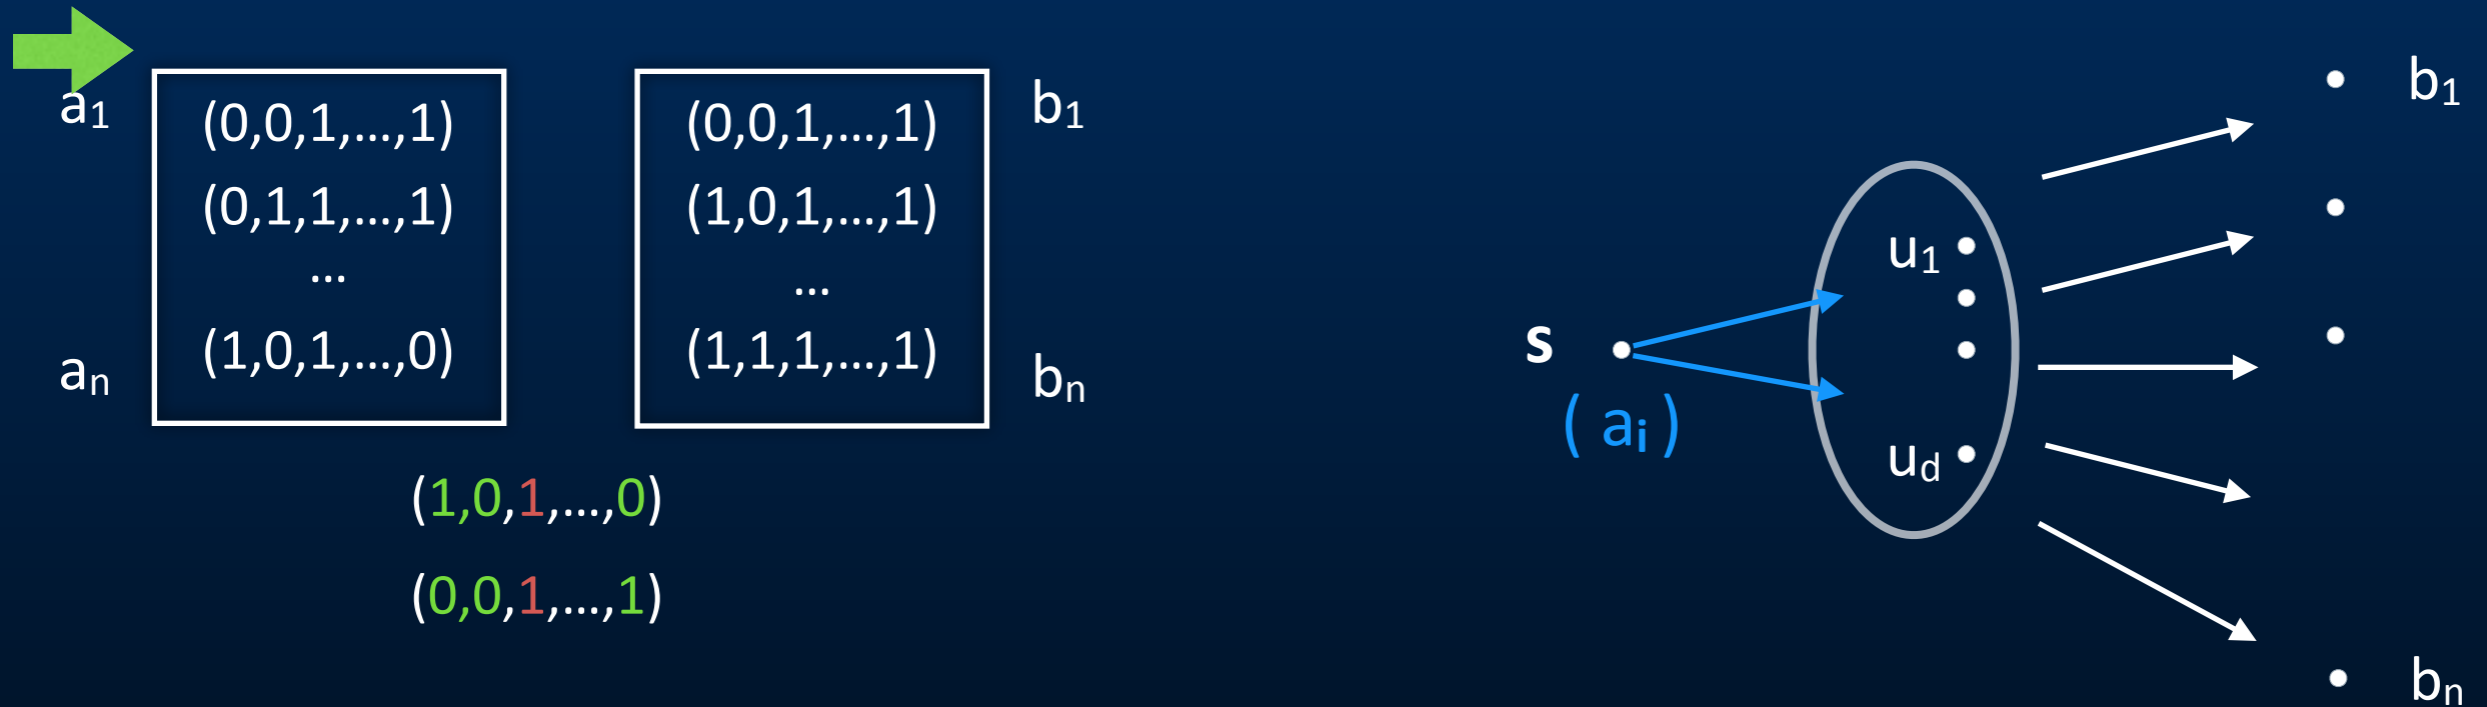 a₁
(0,0,1,...,1)
(0,1,1,...,1)
...
(1,0,1,...,0)
aₙ
(0,0,1,...,1)
(1,0,1,...,1)
...
(1,1,1,...,1)
b₁
bₙ
(1,0,1,...,0)
(0,0,1,...,1)
s
( aᵢ )
u₁
u_d
b₁
bₙ